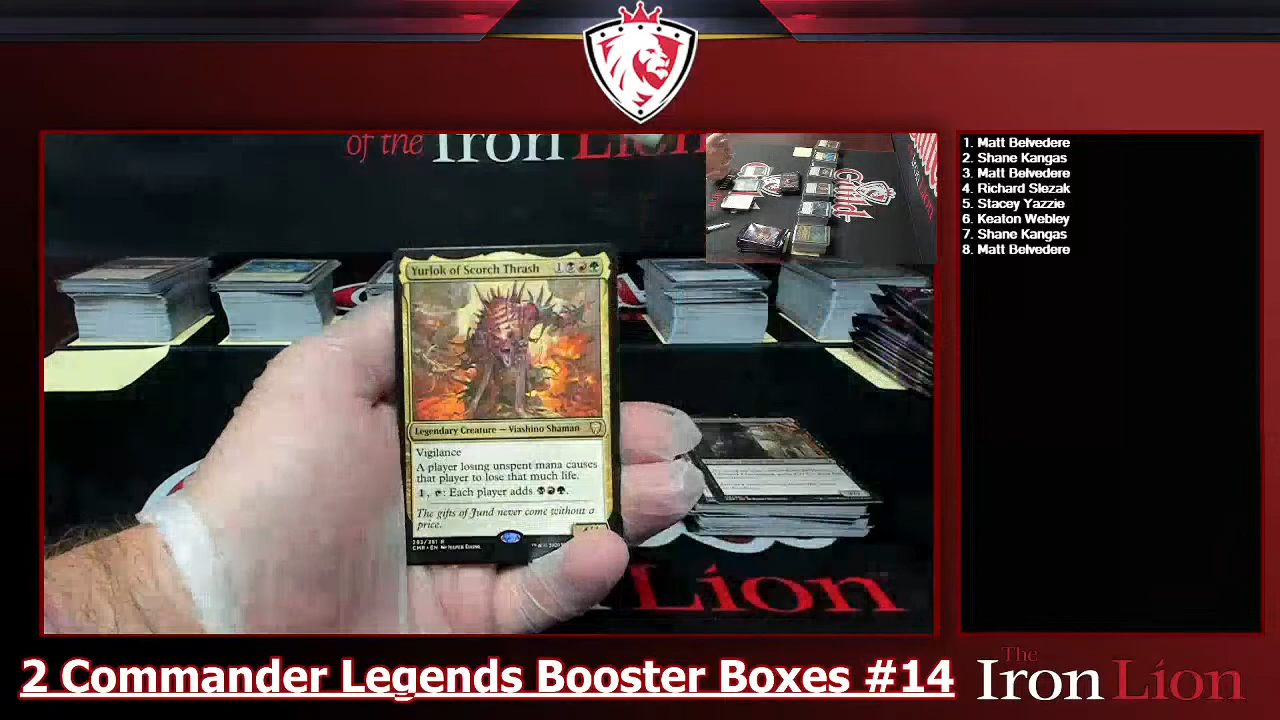 of the Iron Lion
Yurlok of Scorch Thrash 1
Legendary Creature — Viashino Shaman
Vigilance
A player losing unspent mana causes
that player to lose that much life.
1, : Each player adds .
The gifts of Jund never come without a
price.
Guild
Lion
1. Matt Belvedere
2. Shane Kangas
3. Matt Belvedere
4. Richard Slezak
5. Stacey Yazzie
6. Keaton Webley
7. Shane Kangas
8. Matt Belvedere
2 Commander Legends Booster Boxes #14
The
Iron Lion